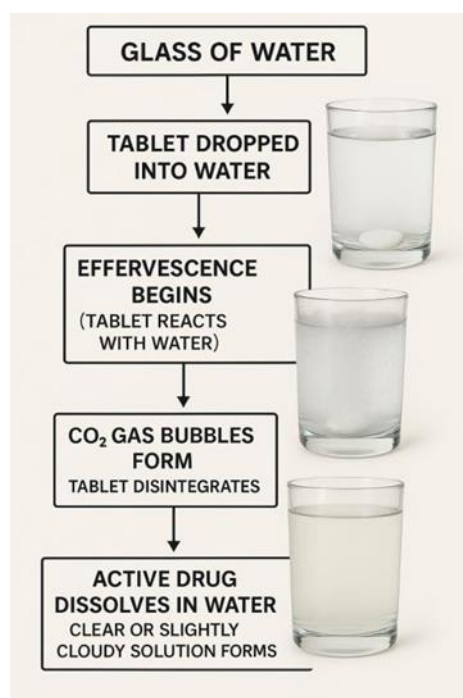 GLASS OF WATER
TABLET DROPPED
INTO WATER
EFFERVESCENCE
BEGINS
(TABLET REACTS
WITH WATER)
CO₂ GAS BUBBLES
FORM
TABLET DISINTEGRATES
ACTIVE DRUG
DISSOLVES IN WATER
CLEAR OR SLIGHTLY
CLOUDY SOLUTION FORMS